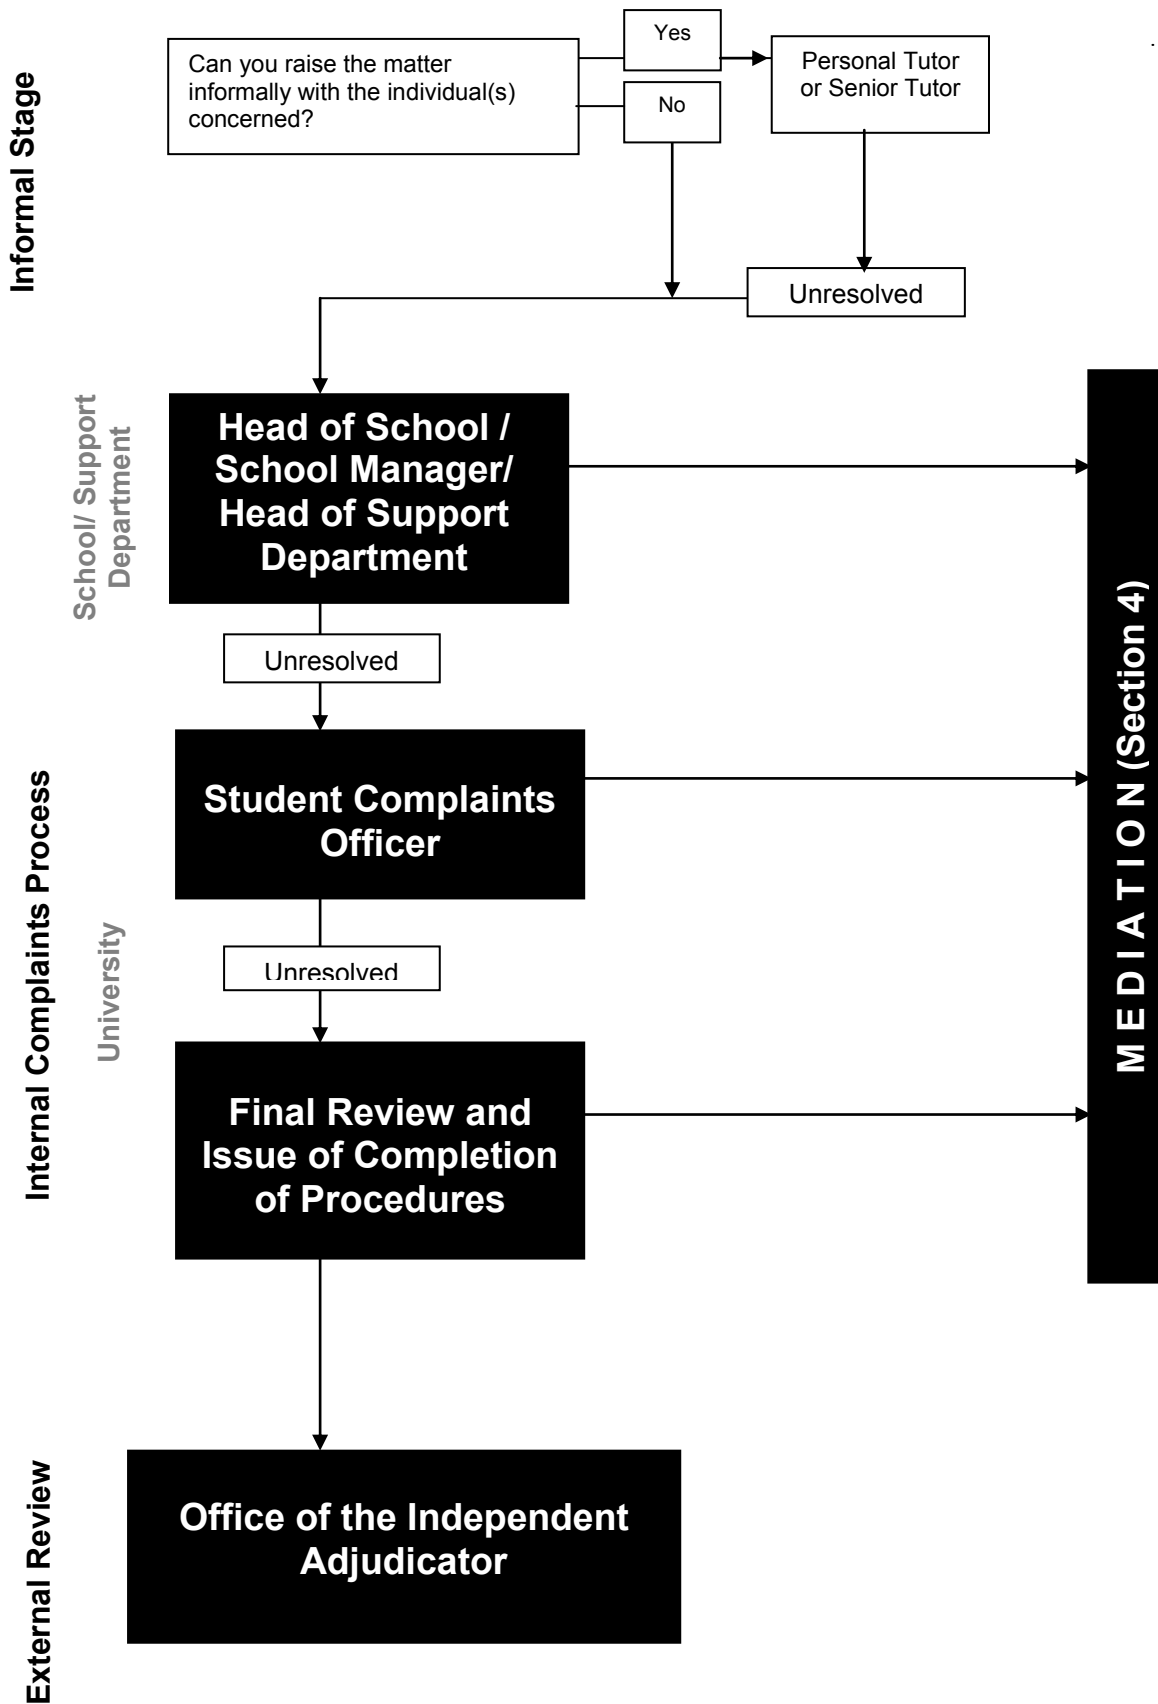 Informal Stage
Can you raise the matter
informally with the individual(s)
concerned?
Yes
No
Personal Tutor
or Senior Tutor
Unresolved
School/ Support
Department
Head of School /
School Manager/
Head of Support
Department
Unresolved
Internal Complaints Process
University
Student Complaints
Officer
Unresolved
Final Review and
Issue of Completion
of Procedures
MEDIATION (Section 4)
External Review
Office of the Independent
Adjudicator